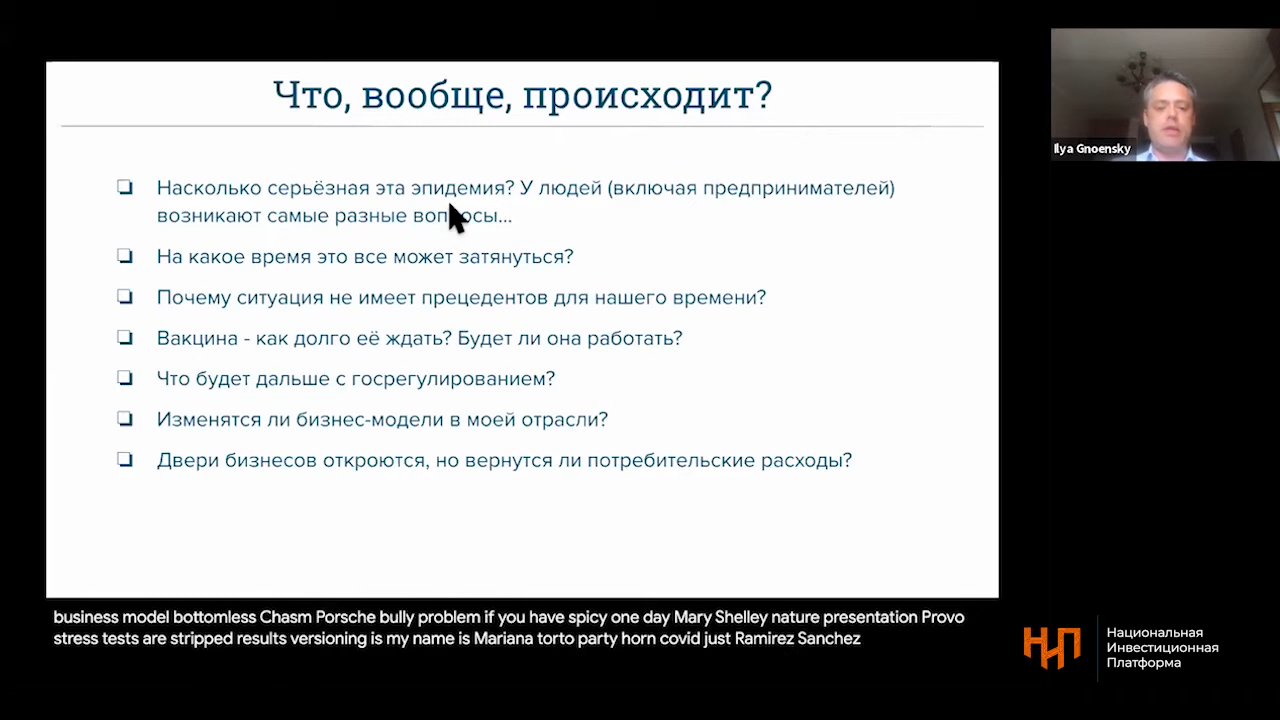 Что, вообще, происходит?
Насколько серьёзная эта эпидемия? У людей (включая предпринимателей)
возникают самые разные вопросы...
На какое время это все может затянуться?
Почему ситуация не имеет прецедентов для нашего времени?
Вакцина - как долго её ждать? Будет ли она работать?
Что будет дальше с госрегулированием?
Изменятся ли бизнес-модели в моей отрасли?
Двери бизнесов откроются, но вернутся ли потребительские расходы?
Ilya Gnoensky
business model bottomless Chasm Porsche bully problem if you have spicy one day Mary Shelley nature presentation Provo
stress tests are stripped results versioning is my name is Mariana torto party horn covid just Ramirez Sanchez
НИП
Национальная
Инвестиционная
Платформа